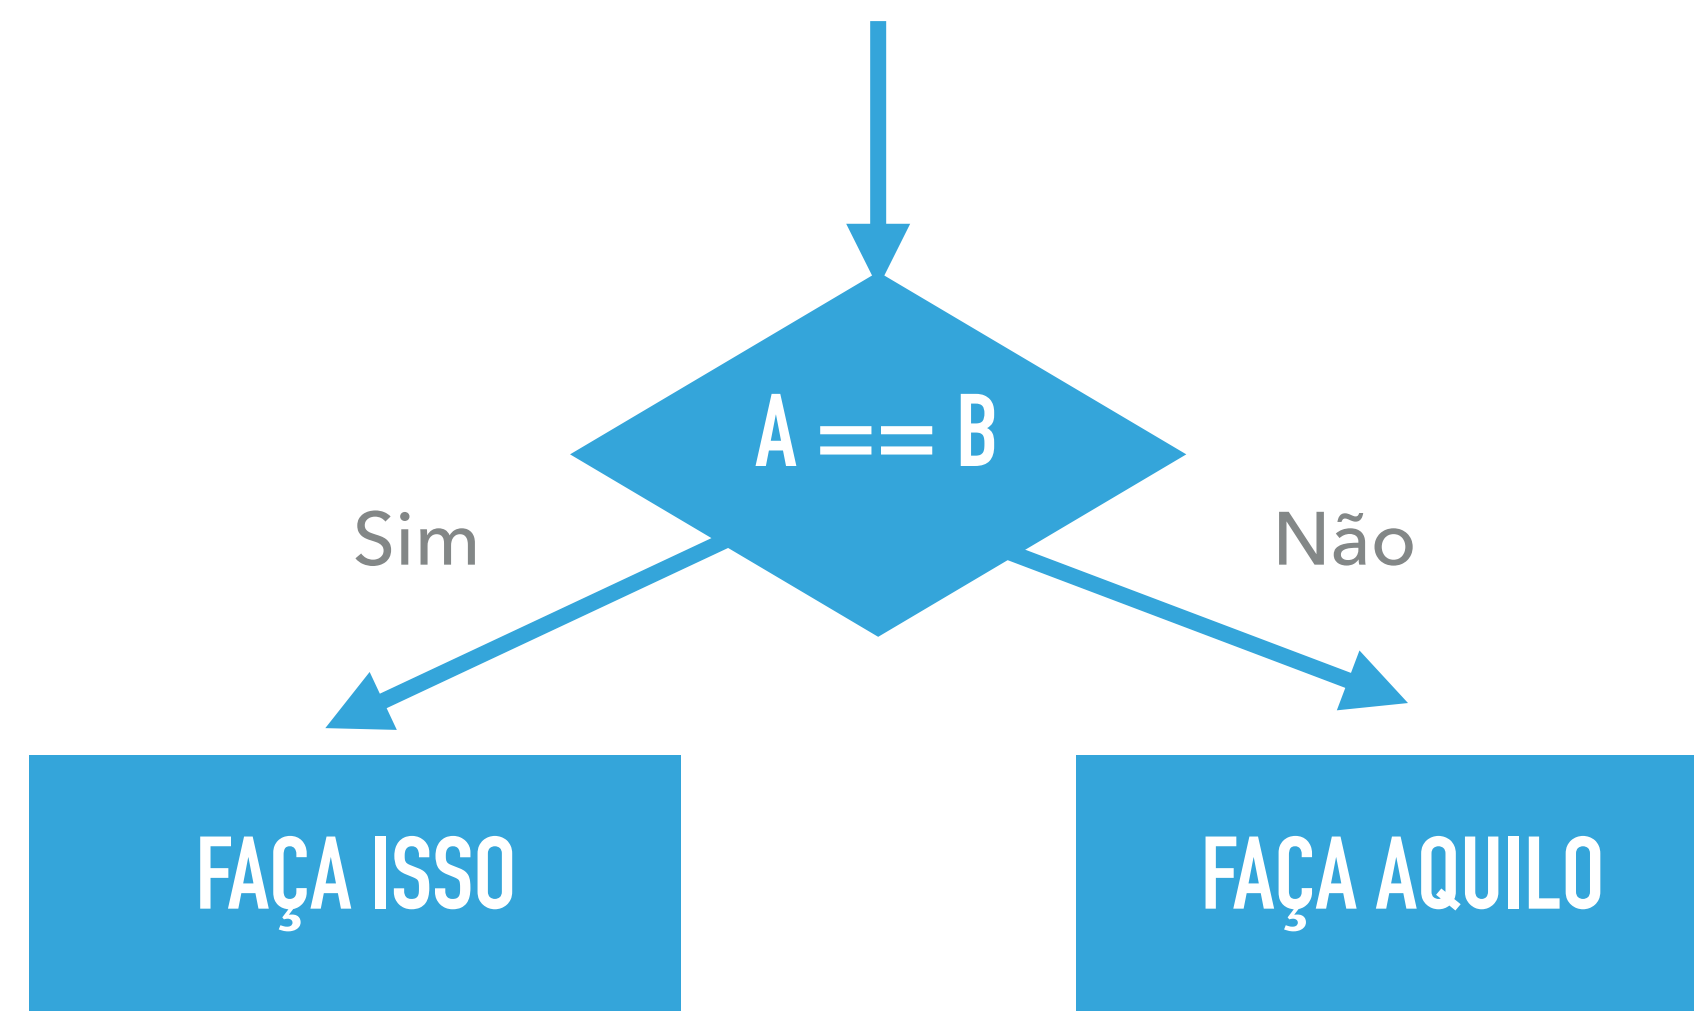 A == B
Sim
Não
FAÇA ISSO
FAÇA AQUILO